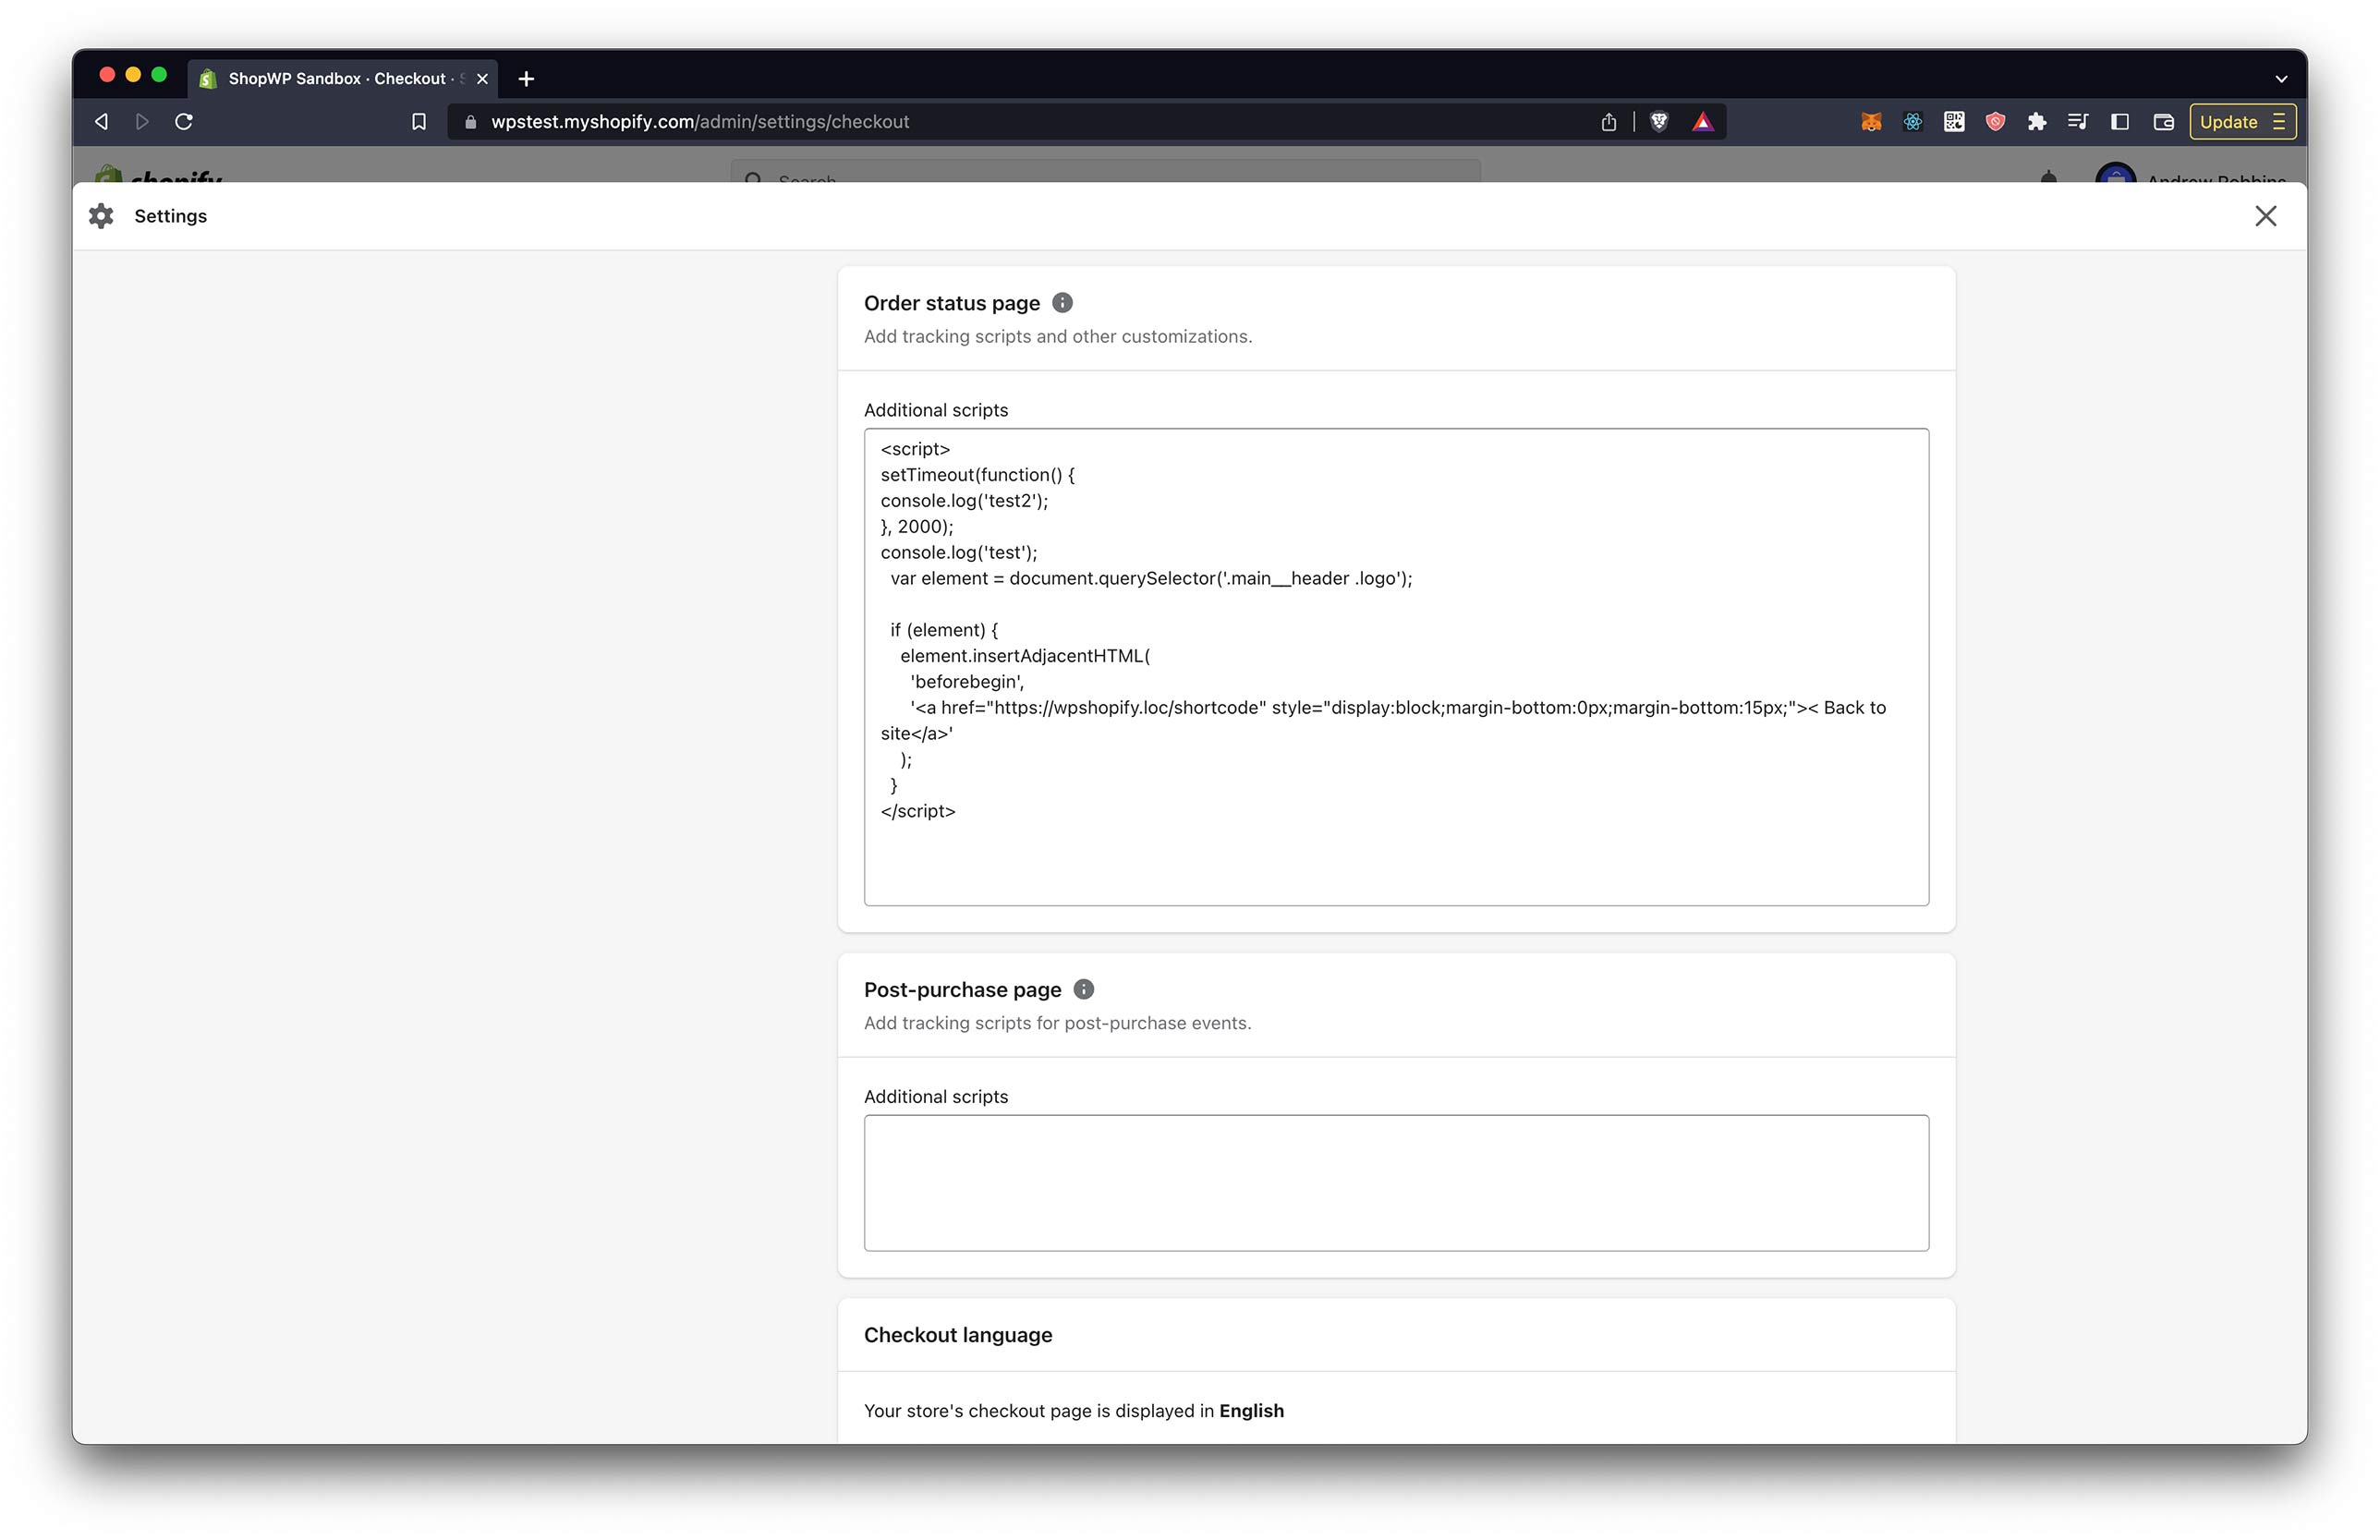 ShopWP Sandbox · Checkout ·
wpstest.myshopify.com/admin/settings/checkout
Update
shopify
Search
Andrew Robbins
Settings
Order status page
Add tracking scripts and other customizations.
Additional scripts
<script>
setTimeout(function() {
console.log('test2');
}, 2000);
console.log('test');
  var element = document.querySelector('.main__header .logo');
  if (element) {
    element.insertAdjacentHTML(
      'beforebegin',
      '<a href="https://wpshopify.loc/shortcode" style="display:block;margin-bottom:0px;margin-bottom:15px;">< Back to
site</a>'
    );
  }
</script>
Post-purchase page
Add tracking scripts for post-purchase events.
Additional scripts
Checkout language
Your store's checkout page is displayed in English